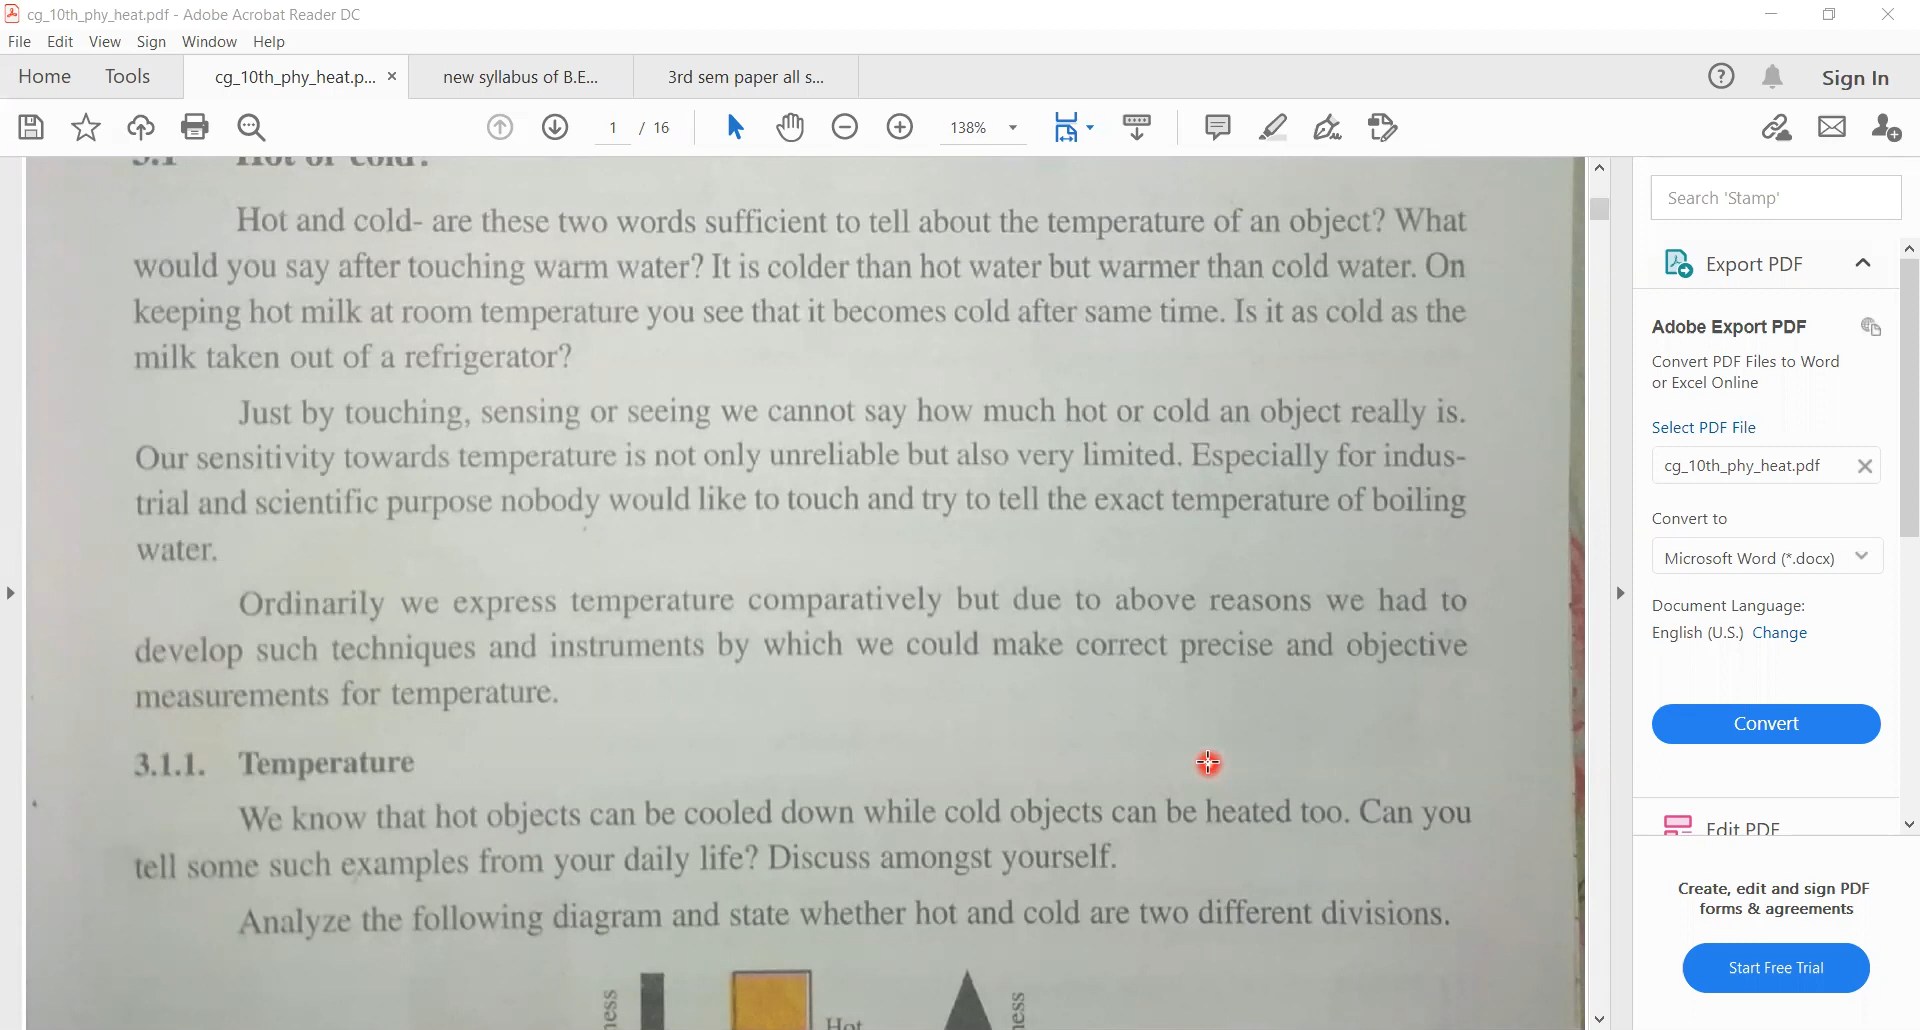 cg_10th_phy_heat.pdf - Adobe Acrobat Reader DC
File Edit View Sign Window Help
Home Tools cg_10th_phy_heat.p... new syllabus of B.E... 3rd sem paper all s... Sign In
1 / 16 138%
3.1 Hot or cold?
Hot and cold- are these two words sufficient to tell about the temperature of an object? What
would you say after touching warm water? It is colder than hot water but warmer than cold water. On
keeping hot milk at room temperature you see that it becomes cold after same time. Is it as cold as the
milk taken out of a refrigerator?
Just by touching, sensing or seeing we cannot say how much hot or cold an object really is.
Our sensitivity towards temperature is not only unreliable but also very limited. Especially for indus-
trial and scientific purpose nobody would like to touch and try to tell the exact temperature of boiling
water.
Ordinarily we express temperature comparatively but due to above reasons we had to
develop such techniques and instruments by which we could make correct precise and objective
measurements for temperature.
3.1.1. Temperature
We know that hot objects can be cooled down while cold objects can be heated too. Can you
tell some such examples from your daily life? Discuss amongst yourself.
Analyze the following diagram and state whether hot and cold are two different divisions.
Hot
Search 'Stamp'
Export PDF
Adobe Export PDF
Convert PDF Files to Word
or Excel Online
Select PDF File
cg_10th_phy_heat.pdf
Convert to
Microsoft Word (*.docx)
Document Language:
English (U.S.) Change
Convert
Edit PDF
Create, edit and sign PDF
forms & agreements
Start Free Trial